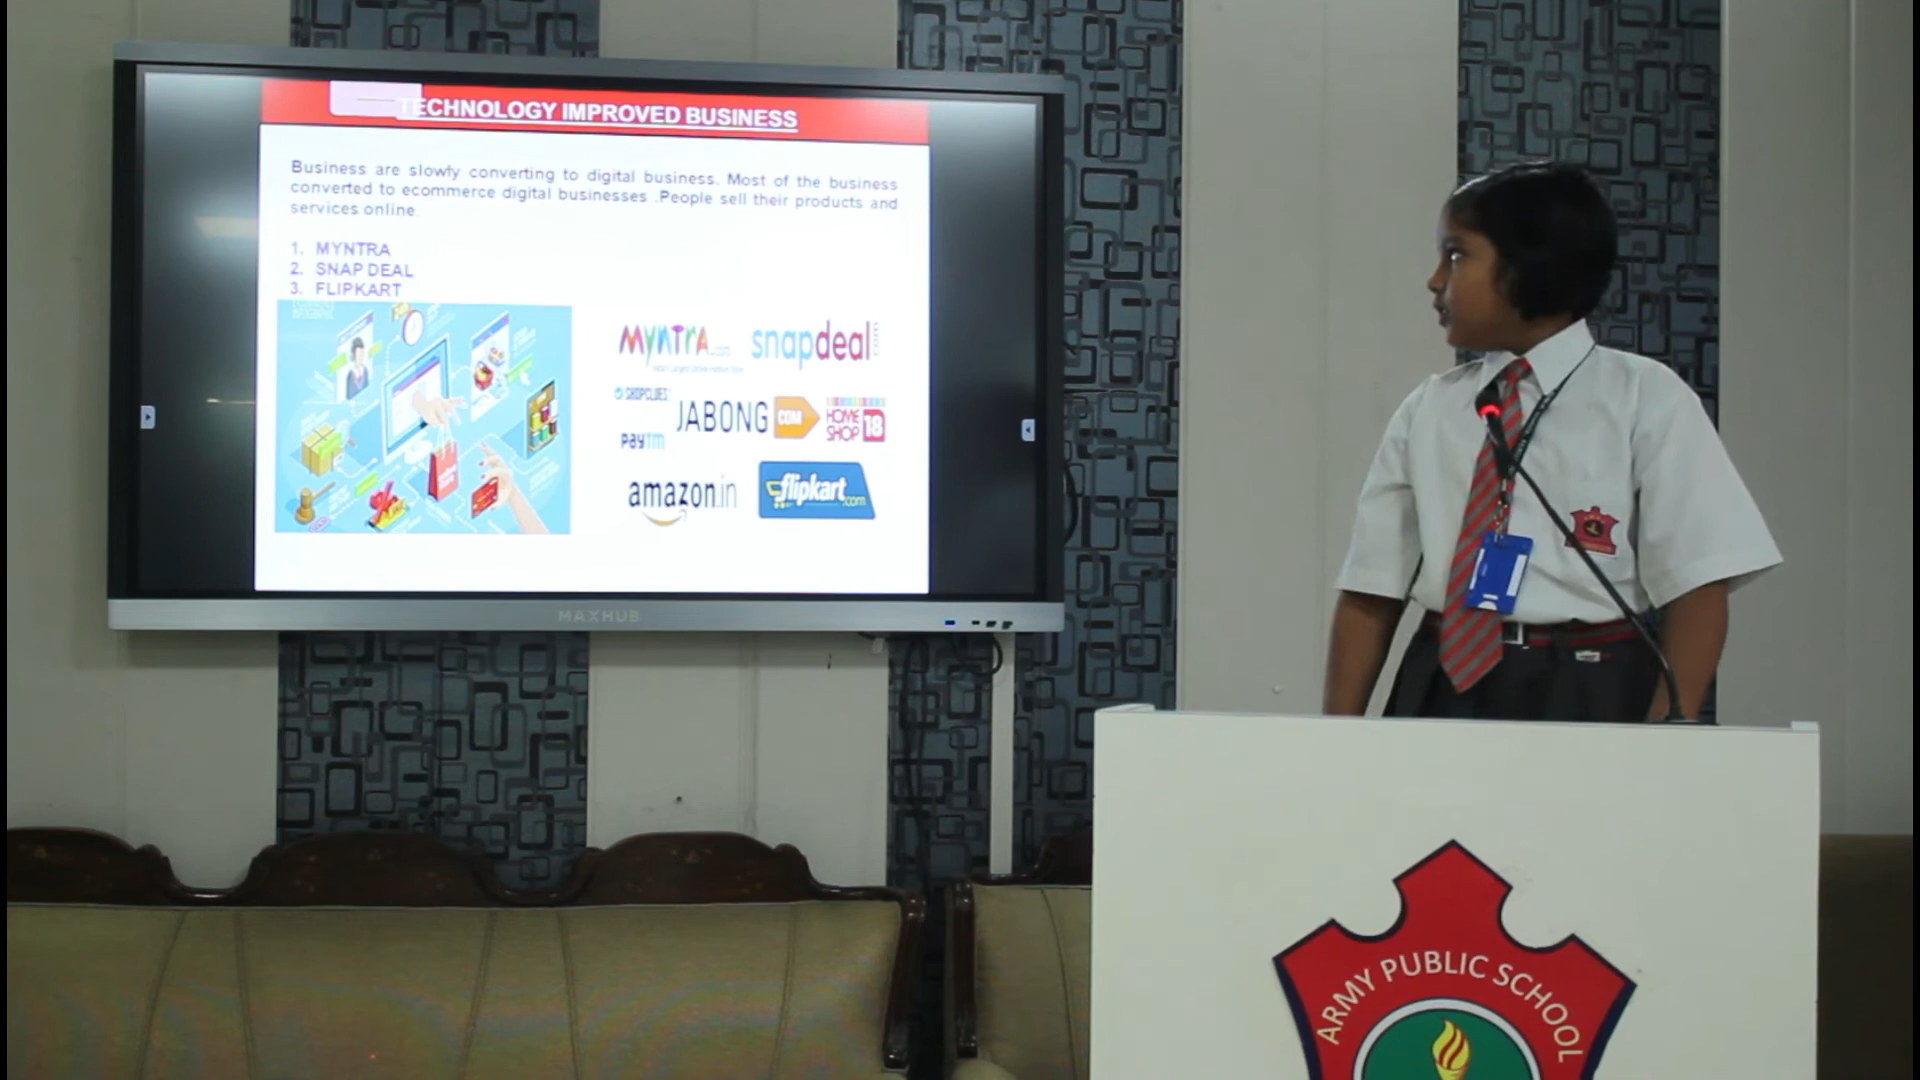 TECHNOLOGY IMPROVED BUSINESS
Business are slowly converting to digital business. Most of the business
converted to ecommerce digital businesses .People sell their products and
services online.
1. MYNTRA
2. SNAP DEAL
3. FLIPKART
INFOGRAPHIC
Myntra.com
snapdeal.com
SHOPCLUES
JABONG COM
HOME SHOP 18
Paytm
amazon.in
flipkart.com
MAXHUB
ARMY PUBLIC SCHOOL